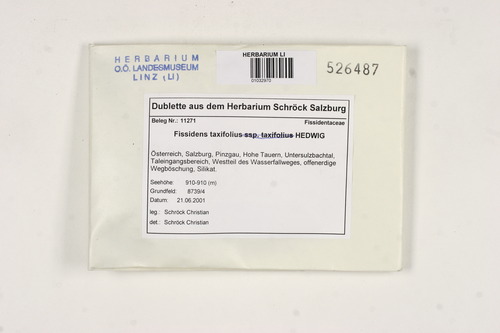 HERBARIUM
O.Ö. LANDESMUSEUM
LINZ (LI)
HERBARIUM LI
01032970
526487
Dublette aus dem Herbarium Schröck Salzburg
Beleg Nr.: 11271 Fissidentaceae
Fissidens taxifolius ssp. taxifolius HEDWIG
Österreich, Salzburg, Pinzgau, Hohe Tauern, Untersulzbachtal,
Taleingangsbereich, Westteil des Wasserfallweges, offenerdige
Wegböschung, Silikat.
Seehöhe: 910-910 (m)
Grundfeld: 8739/4
Datum: 21.06.2001
leg.: Schröck Christian
det.: Schröck Christian